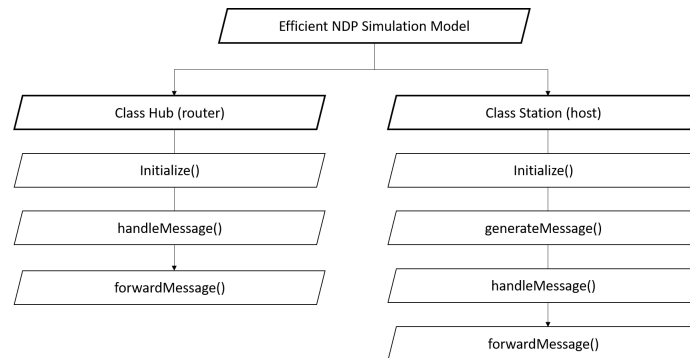 Efficient NDP Simulation Model
Class Hub (router)
Initialize()
handleMessage()
forwardMessage()
Class Station (host)
Initialize()
generateMessage()
handleMessage()
forwardMessage()